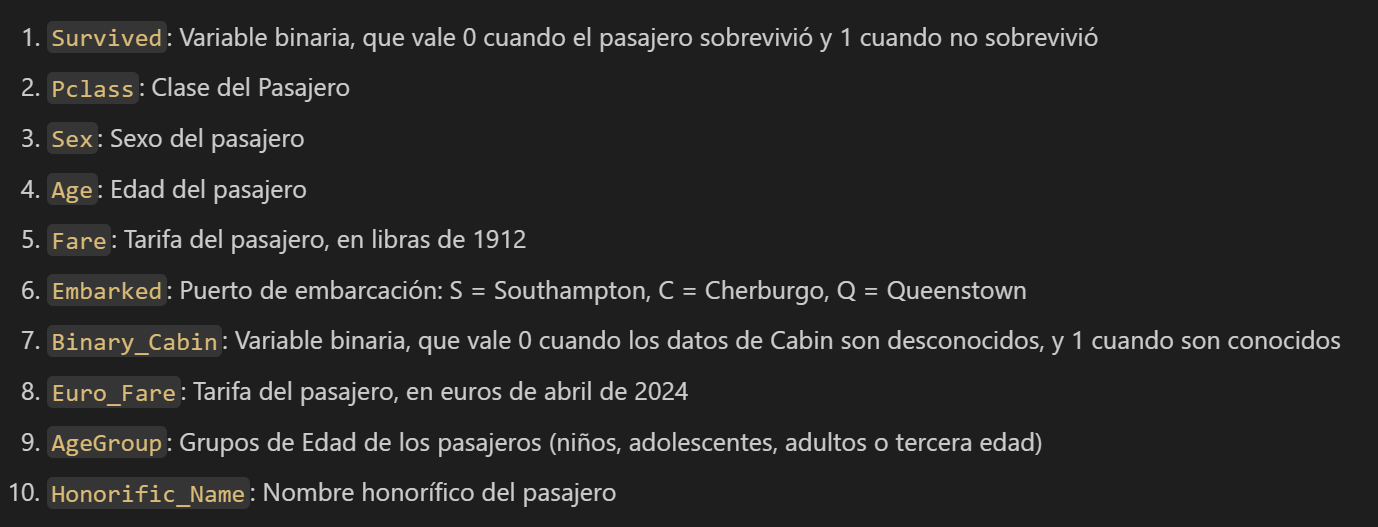 1. Survived: Variable binaria, que vale 0 cuando el pasajero sobrevivió y 1 cuando no sobrevivió
2. Pclass: Clase del Pasajero
3. Sex: Sexo del pasajero
4. Age: Edad del pasajero
5. Fare: Tarifa del pasajero, en libras de 1912
6. Embarked: Puerto de embarcación: S = Southampton, C = Cherburgo, Q = Queenstown
7. Binary_Cabin: Variable binaria, que vale 0 cuando los datos de Cabin son desconocidos, y 1 cuando son conocidos
8. Euro_Fare: Tarifa del pasajero, en euros de abril de 2024
9. AgeGroup: Grupos de Edad de los pasajeros (niños, adolescentes, adultos o tercera edad)
10. Honorific_Name: Nombre honorífico del pasajero